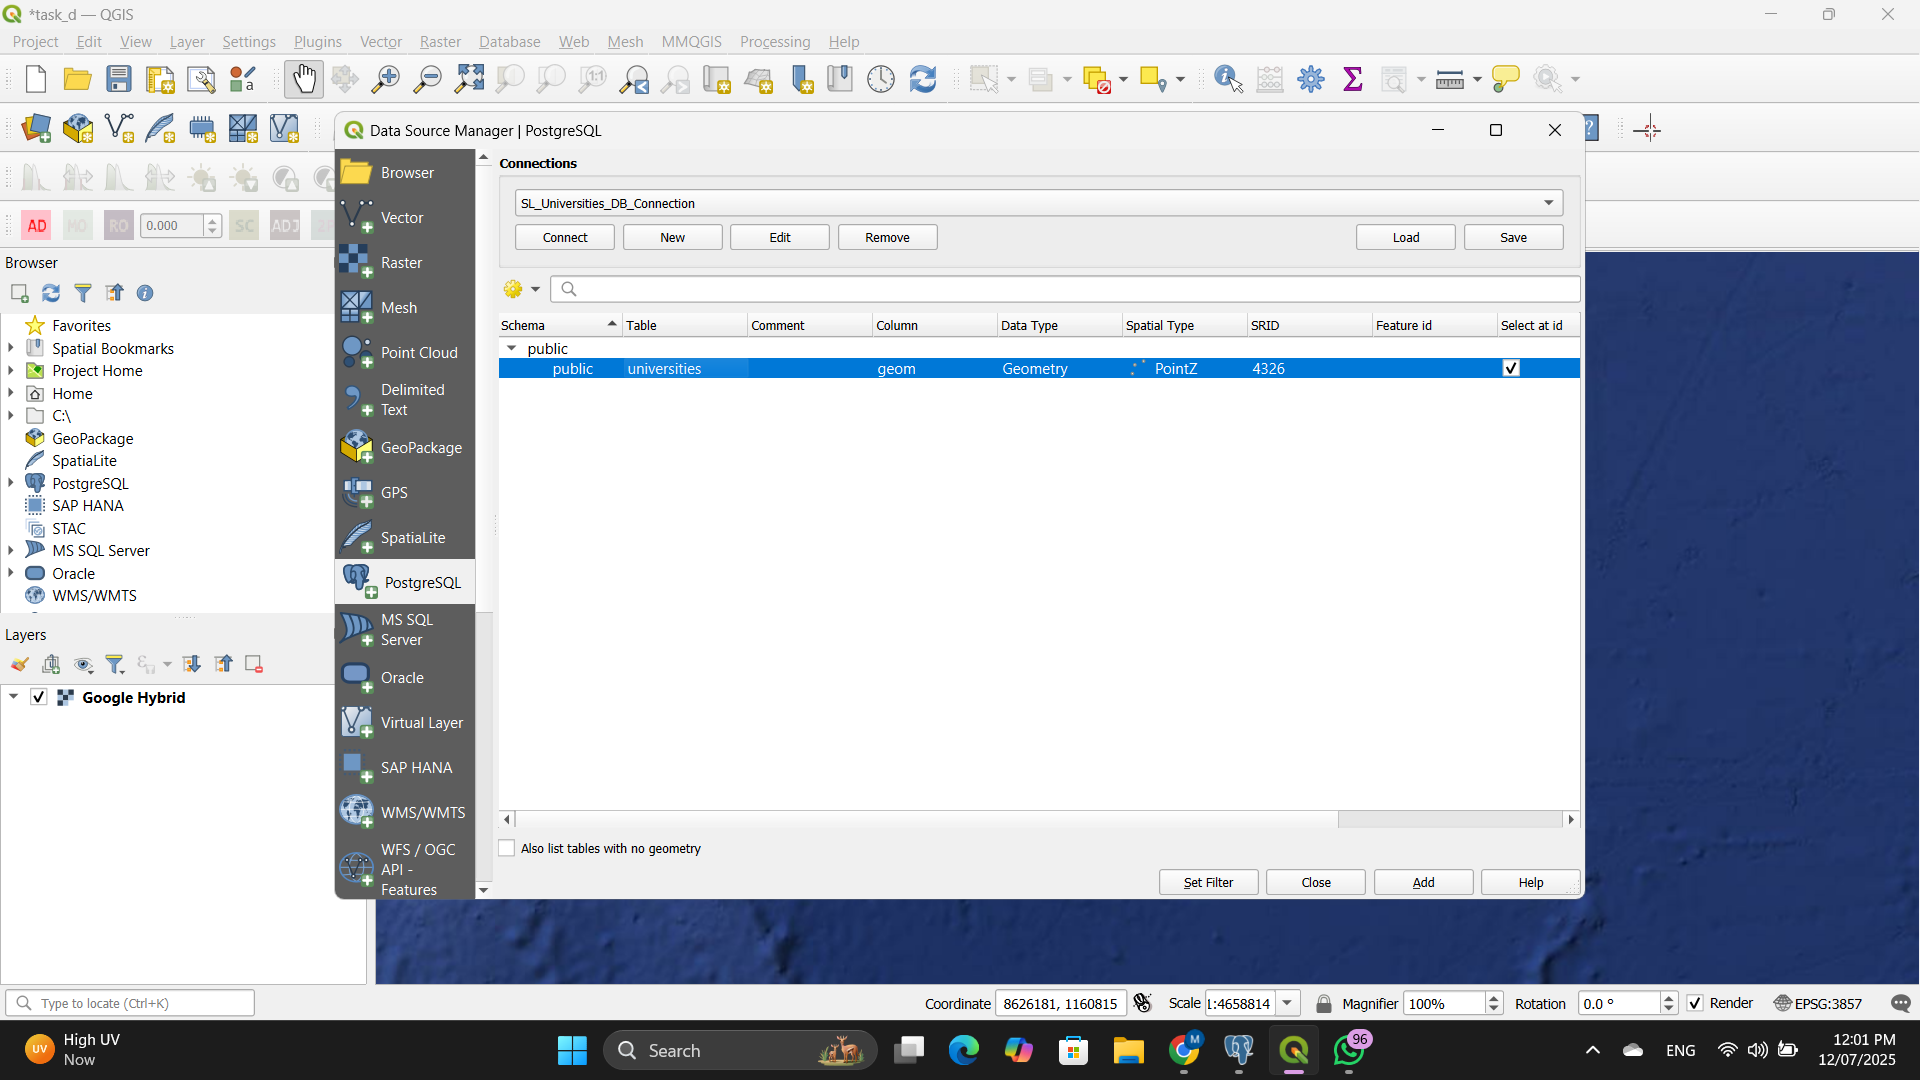 *task_d — QGIS
Project Edit View Layer Settings Plugins Vector Raster Database Web Mesh MMQGIS Processing Help
Data Source Manager | PostgreSQL
AD MO RO 0.000 SC ADJ
Browser
Favorites
Spatial Bookmarks
Project Home
Home
C:\
GeoPackage
SpatiaLite
PostgreSQL
SAP HANA
STAC
MS SQL Server
Oracle
WMS/WMTS
Layers
Google Hybrid
Browser
Vector
Raster
Mesh
Point Cloud
Delimited
Text
GeoPackage
GPS
SpatiaLite
PostgreSQL
MS SQL
Server
Oracle
Virtual Layer
SAP HANA
WMS/WMTS
WFS / OGC
API -
Features
Connections
SL_Universities_DB_Connection
Connect New Edit Remove Load Save
Schema Table Comment Column Data Type Spatial Type SRID Feature id Select at id
public
public universities geom Geometry PointZ 4326
Also list tables with no geometry
Set Filter Close Add Help
Type to locate (Ctrl+K)
Coordinate 8626181, 1160815 Scale 1:4658814 Magnifier 100% Rotation 0.0 ° Render EPSG:3857
UV High UV
Now
Search
M
96
ENG
12:01 PM
12/07/2025